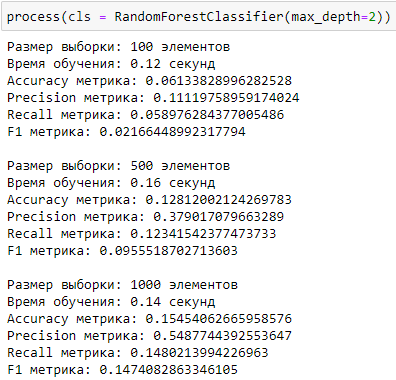 process(cls = RandomForestClassifier(max_depth=2))
Размер выборки: 100 элементов
Время обучения: 0.12 секунд
Accuracy метрика: 0.06133828996282528
Precision метрика: 0.11119758959174024
Recall метрика: 0.058976284377005486
F1 метрика: 0.02166448992317794
Размер выборки: 500 элементов
Время обучения: 0.16 секунд
Accuracy метрика: 0.12812002124269783
Precision метрика: 0.379017079663289
Recall метрика: 0.12341542377473733
F1 метрика: 0.0955518702713603
Размер выборки: 1000 элементов
Время обучения: 0.14 секунд
Accuracy метрика: 0.15454062665958576
Precision метрика: 0.5487744392553647
Recall метрика: 0.1480213994226963
F1 метрика: 0.1474082863346105